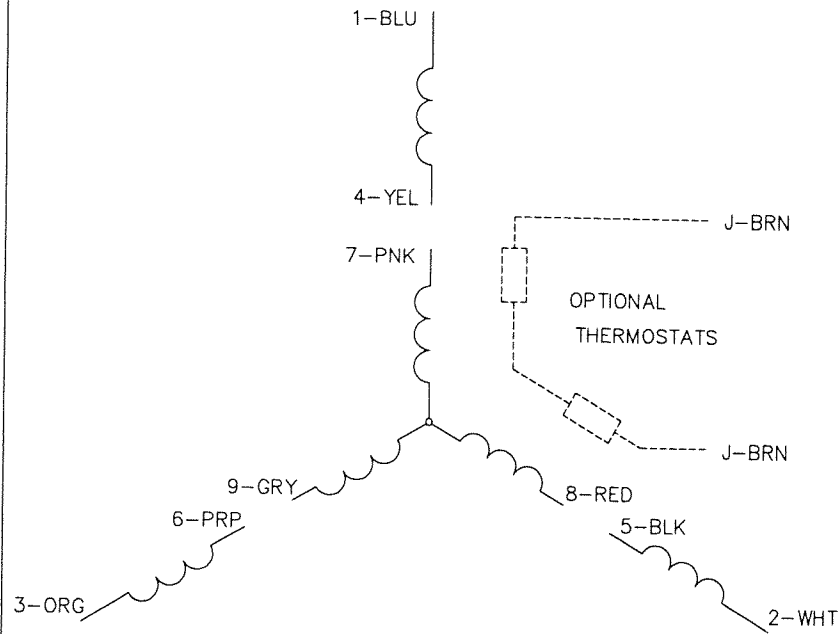 1-BLU
4-YEL
7-PNK
J-BRN
OPTIONAL
THERMOSTATS
J-BRN
9-GRY
8-RED
6-PRP
5-BLK
3-ORG
2-WHT